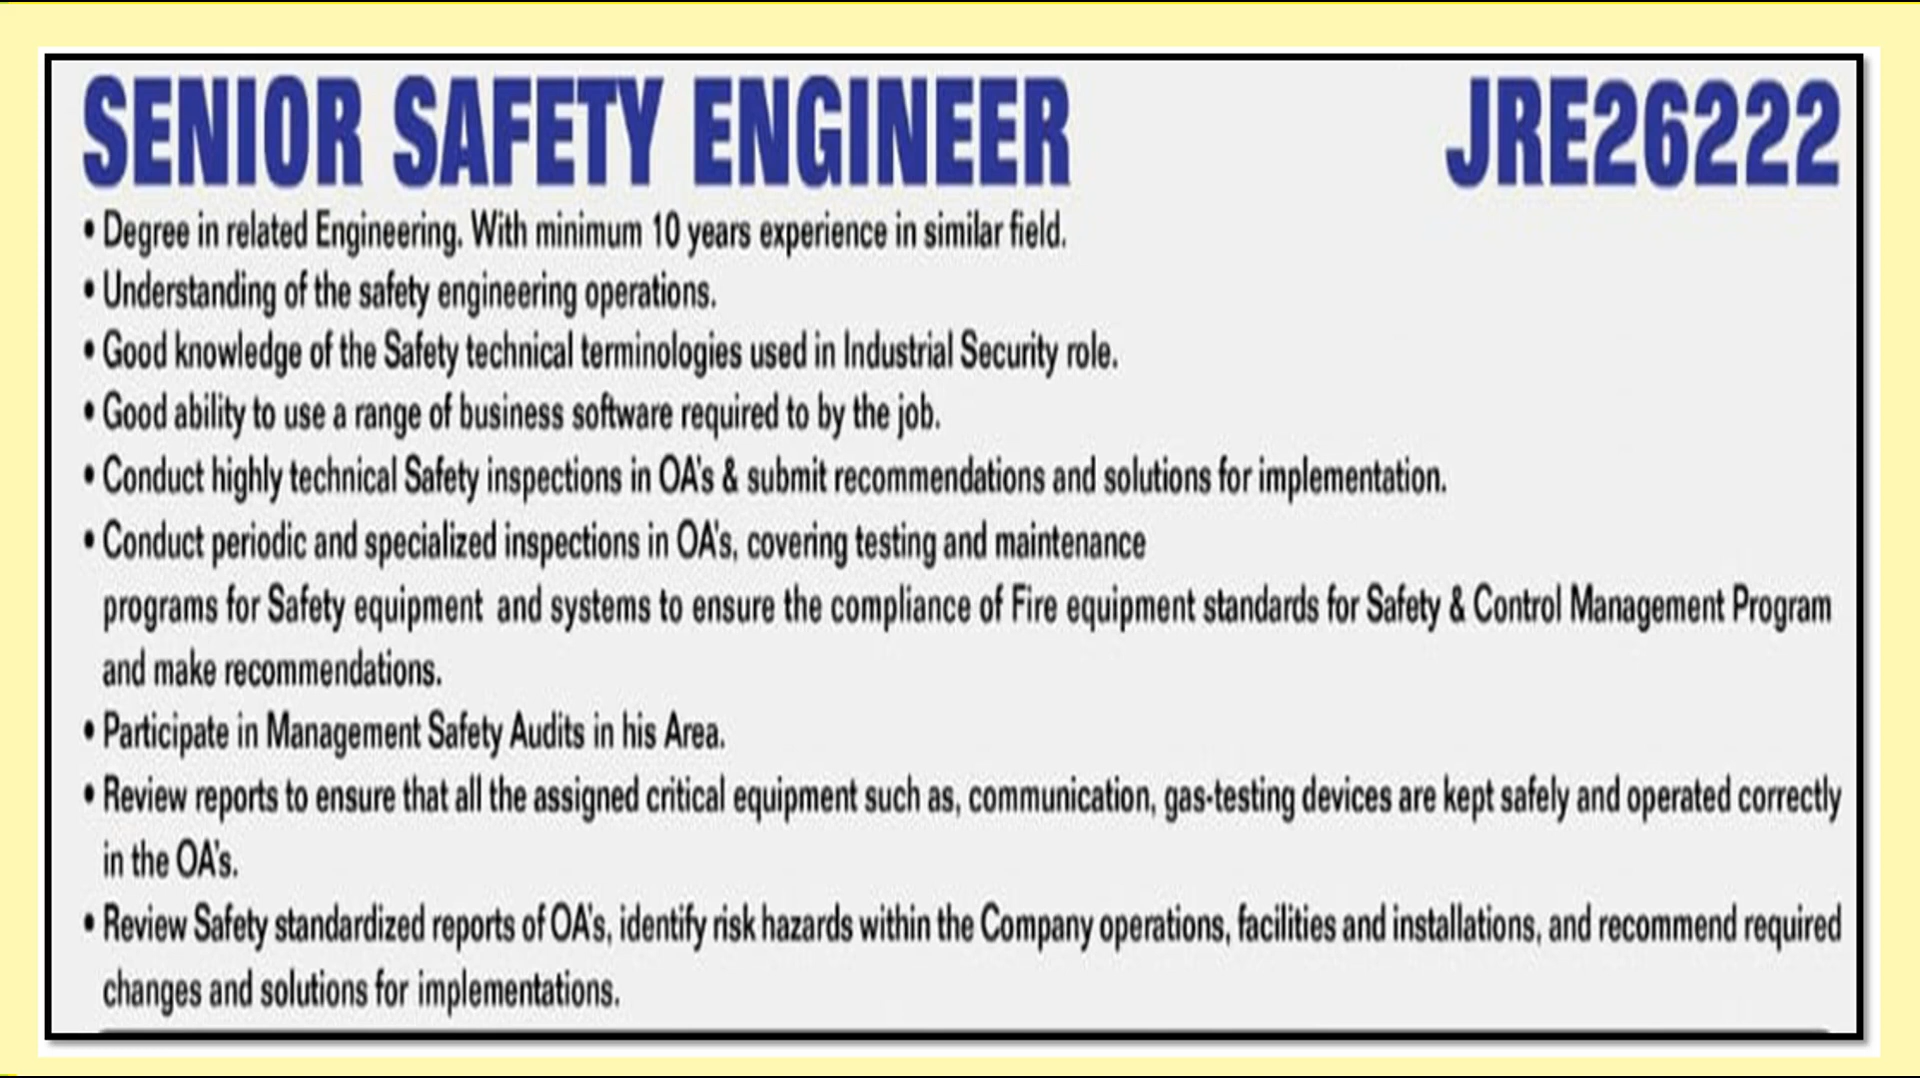 SENIOR SAFETY ENGINEER JRE26222
• Degree in related Engineering. With minimum 10 years experience in similar field.
• Understanding of the safety engineering operations.
• Good knowledge of the Safety technical terminologies used in Industrial Security role.
• Good ability to use a range of business software required to by the job.
• Conduct highly technical Safety inspections in OA's & submit recommendations and solutions for implementation.
• Conduct periodic and specialized inspections in OA's, covering testing and maintenance
programs for Safety equipment and systems to ensure the compliance of Fire equipment standards for Safety & Control Management Program
and make recommendations.
• Participate in Management Safety Audits in his Area.
• Review reports to ensure that all the assigned critical equipment such as, communication, gas-testing devices are kept safely and operated correctly
in the OA's.
• Review Safety standardized reports of OA's, identify risk hazards within the Company operations, facilities and installations, and recommend required
changes and solutions for implementations.